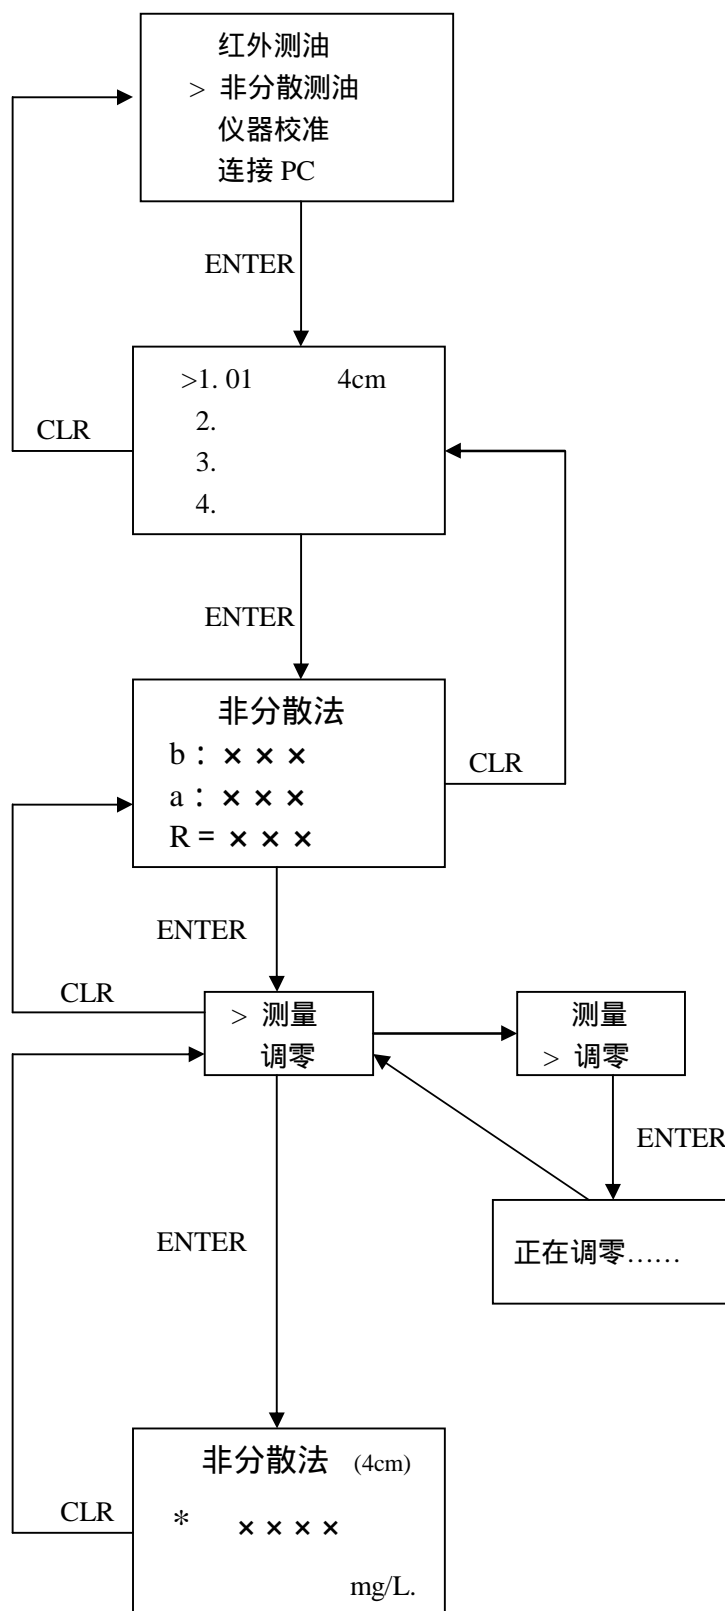 红外测油
> 非分散测油
仪器校准
连接 PC
ENTER
>1. 01 4cm
2.
3.
4.
CLR
ENTER
非分散法
b：×××
a：×××
R = ×××
CLR
ENTER
CLR
> 测量
调零
测量
> 调零
ENTER
正在调零……
ENTER
非分散法 (4cm)
* ××××
mg/L.
CLR